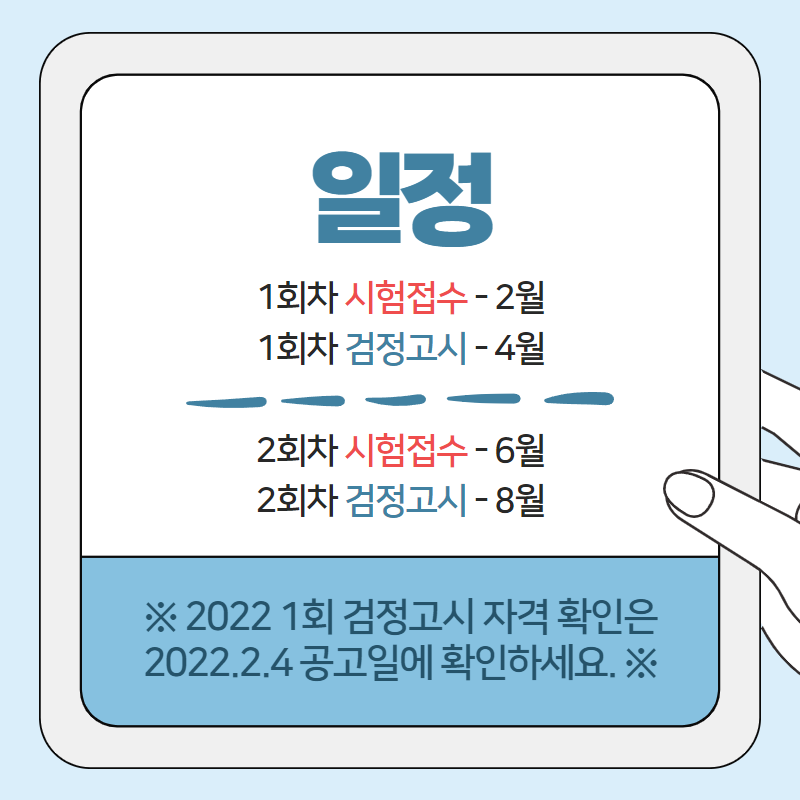 일정
1회차 시험접수 - 2월
1회차 검정고시 - 4월
2회차 시험접수 - 6월
2회차 검정고시 - 8월
※ 2022 1회 검정고시 자격 확인은
2022.2.4 공고일에 확인하세요. ※